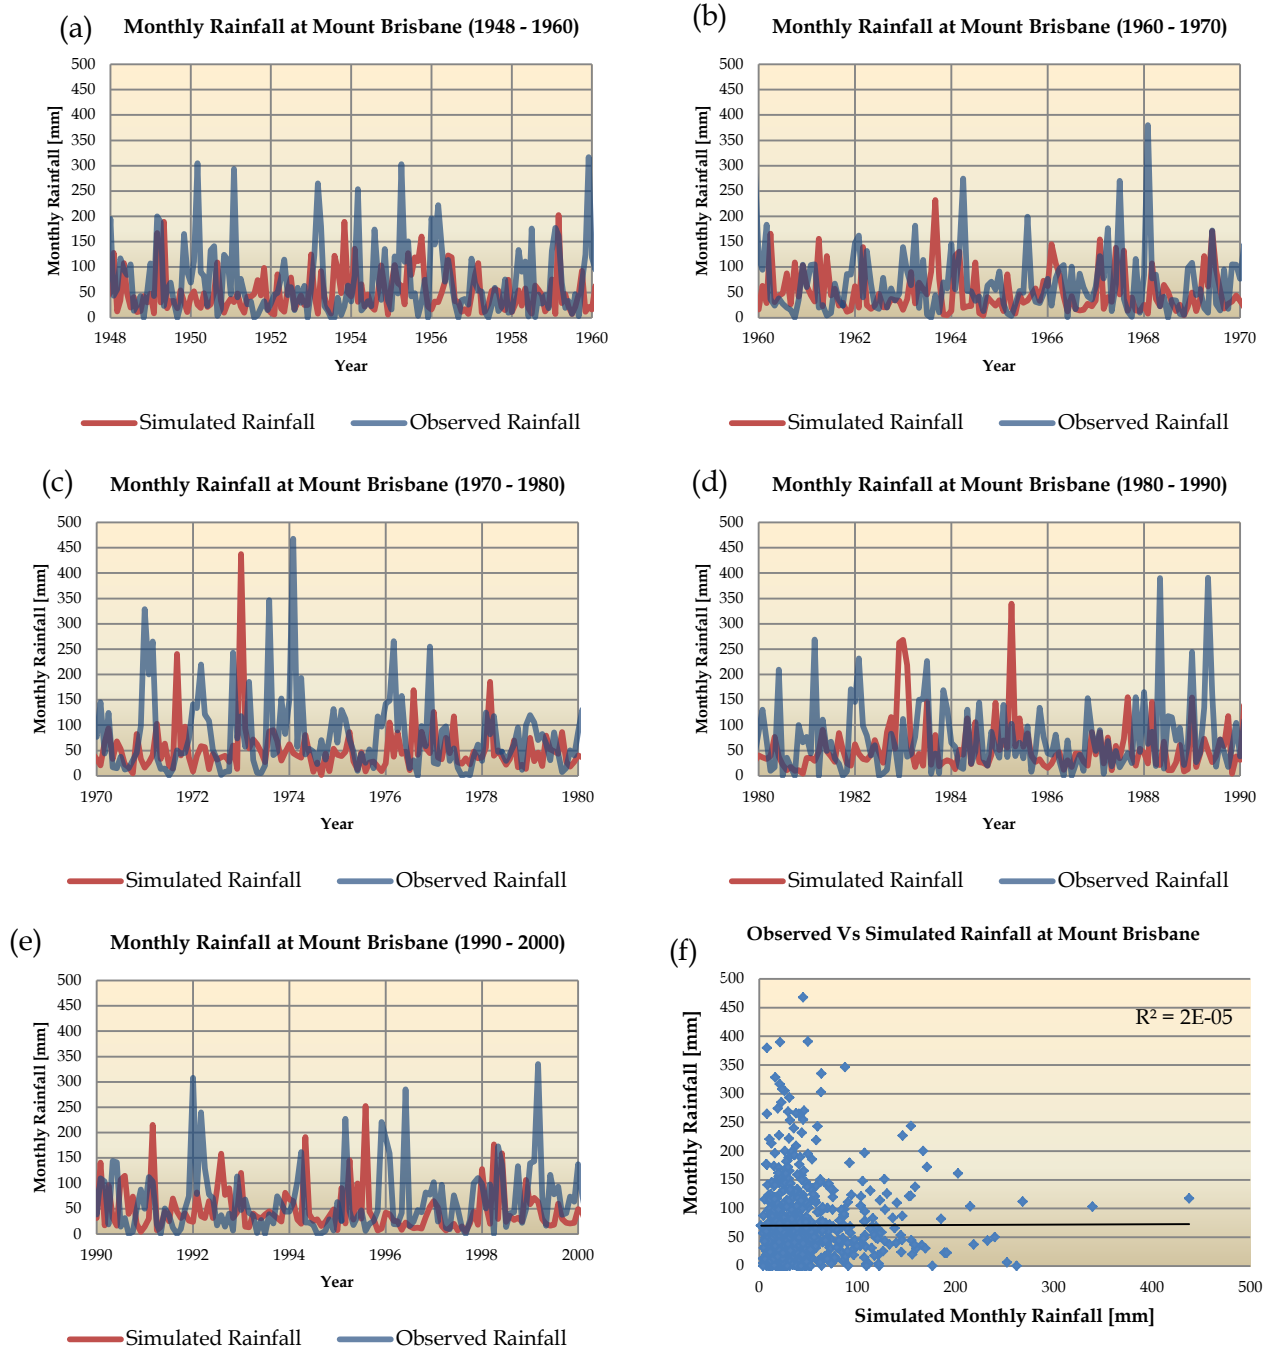 (a) Monthly Rainfall at Mount Brisbane (1948 - 1960)
Monthly Rainfall [mm]
500
450
400
350
300
250
200
150
100
50
0
1948 1950 1952 1954 1956 1958 1960
Year
Simulated Rainfall Observed Rainfall
(b) Monthly Rainfall at Mount Brisbane (1960 - 1970)
Monthly Rainfall [mm]
500
450
400
350
300
250
200
150
100
50
0
1960 1962 1964 1966 1968 1970
Year
Simulated Rainfall Observed Rainfall
(c) Monthly Rainfall at Mount Brisbane (1970 - 1980)
Monthly Rainfall [mm]
500
450
400
350
300
250
200
150
100
50
0
1970 1972 1974 1976 1978 1980
Year
Simulated Rainfall Observed Rainfall
(d) Monthly Rainfall at Mount Brisbane (1980 - 1990)
Monthly Rainfall [mm]
500
450
400
350
300
250
200
150
100
50
0
1980 1982 1984 1986 1988 1990
Year
Simulated Rainfall Observed Rainfall
(e) Monthly Rainfall at Mount Brisbane (1990 - 2000)
Monthly Rainfall [mm]
500
450
400
350
300
250
200
150
100
50
0
1990 1992 1994 1996 1998 2000
Year
Simulated Rainfall Observed Rainfall
(f) Observed Vs Simulated Rainfall at Mount Brisbane
Monthly Rainfall [mm]
500
450
400
350
300
250
200
150
100
50
0
R² = 2E-05
0 100 200 300 400 500
Simulated Monthly Rainfall [mm]